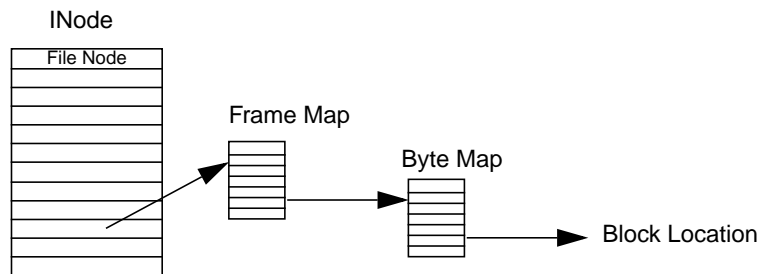 INode
File Node
Frame Map
Byte Map
Block Location